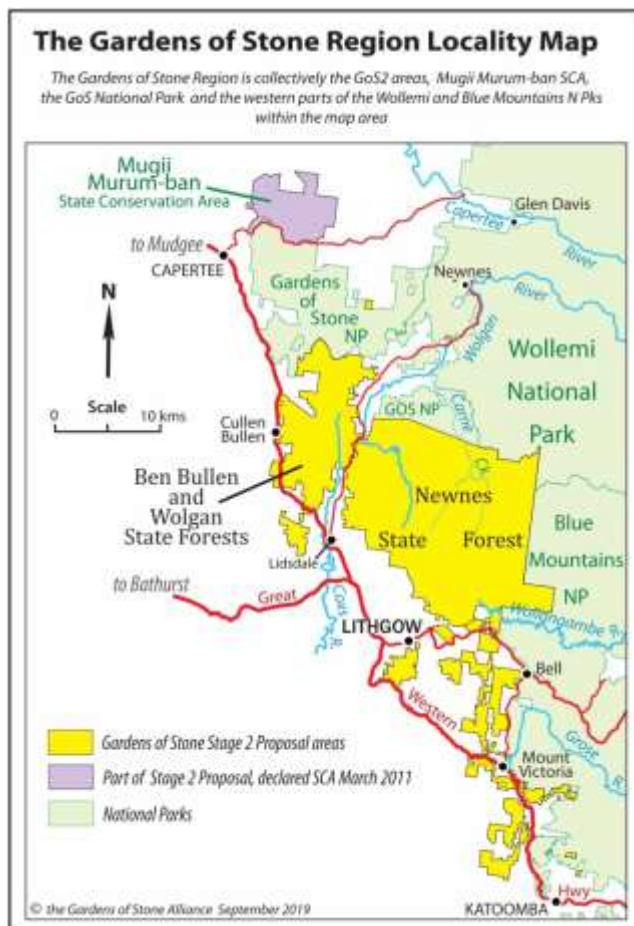 The Gardens of Stone Region Locality Map
The Gardens of Stone Region is collectively the GoS2 areas, Mugii Murum-ban SCA,
the GoS National Park and the western parts of the Wollemi and Blue Mountains N Pks
within the map area
Mugii
Murum-ban
State Conservation Area
Glen Davis
Capertee
River
to Mudgee
CAPERTEE
Newnes
River
Gardens
of
Stone
NP
Wolgan
N
Wollemi
National
Park
Scale
0 10 kms
GOS NP
Carne
Ck
Cullen
Bullen
Ben Bullen
and
Wolgan
State Forests
Newnes
State Forest
Blue
Mountains
NP
Lidsdale
to Bathurst
Great
Coxs
R.
Wollangambe
LITHGOW
Bell
Western
Grose
R.
Mount
Victoria
Gardens of Stone Stage 2 Proposal areas
Part of Stage 2 Proposal, declared SCA March 2011
National Parks
Hwy
© the Gardens of Stone Alliance September 2019
KATOOMBA